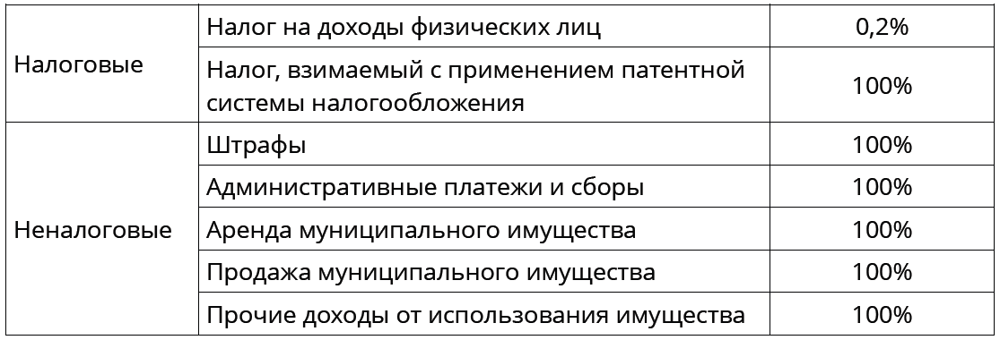 Налоговые
Налог на доходы физических лиц
0,2%
Налог, взимаемый с применением патентной
системы налогообложения
100%
Неналоговые
Штрафы
100%
Административные платежи и сборы
100%
Аренда муниципального имущества
100%
Продажа муниципального имущества
100%
Прочие доходы от использования имущества
100%